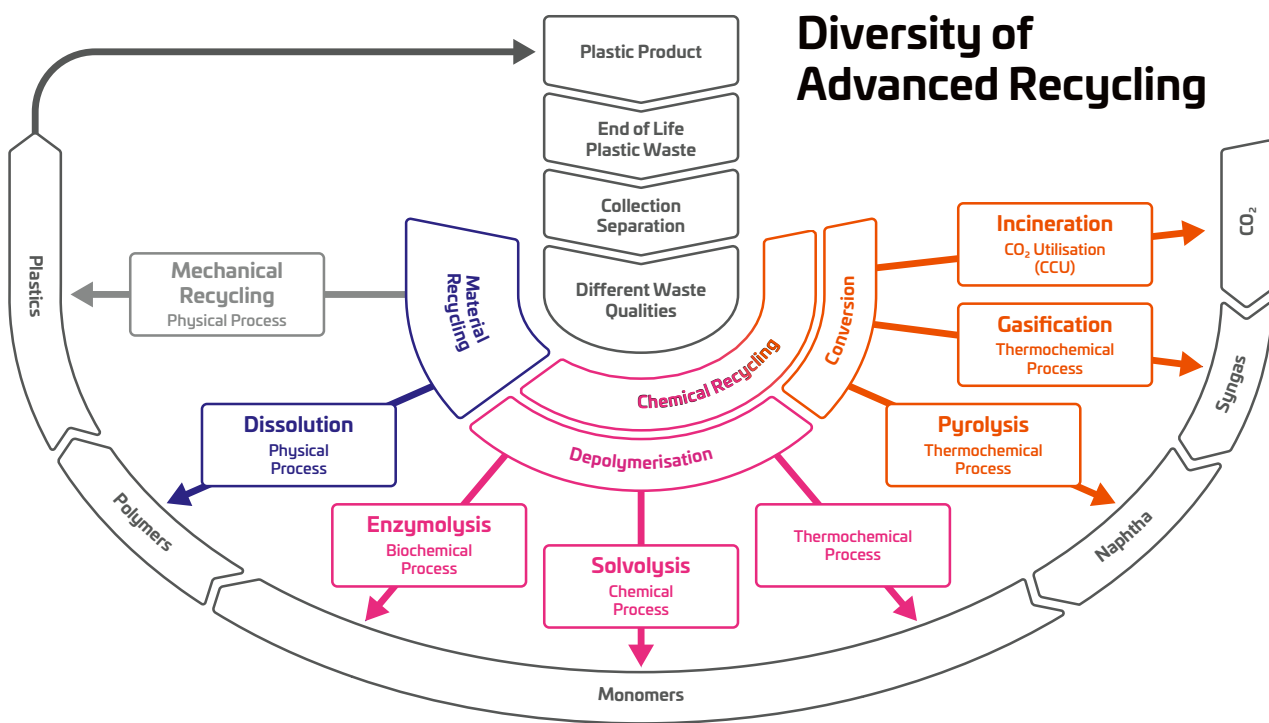 Diversity of
Advanced Recycling
Plastic Product
End of Life
Plastic Waste
Collection
Separation
Different Waste
Qualities
Material
Recycling
Chemical Recycling
Conversion
Depolymerisation
Mechanical
Recycling
Physical Process
Dissolution
Physical
Process
Enzymolysis
Biochemical
Process
Solvolysis
Chemical
Process
Thermochemical
Process
Pyrolysis
Thermochemical
Process
Gasification
Thermochemical
Process
Incineration
CO₂ Utilisation
(CCU)
Plastics
Polymers
Monomers
Naphtha
Syngas
CO₂